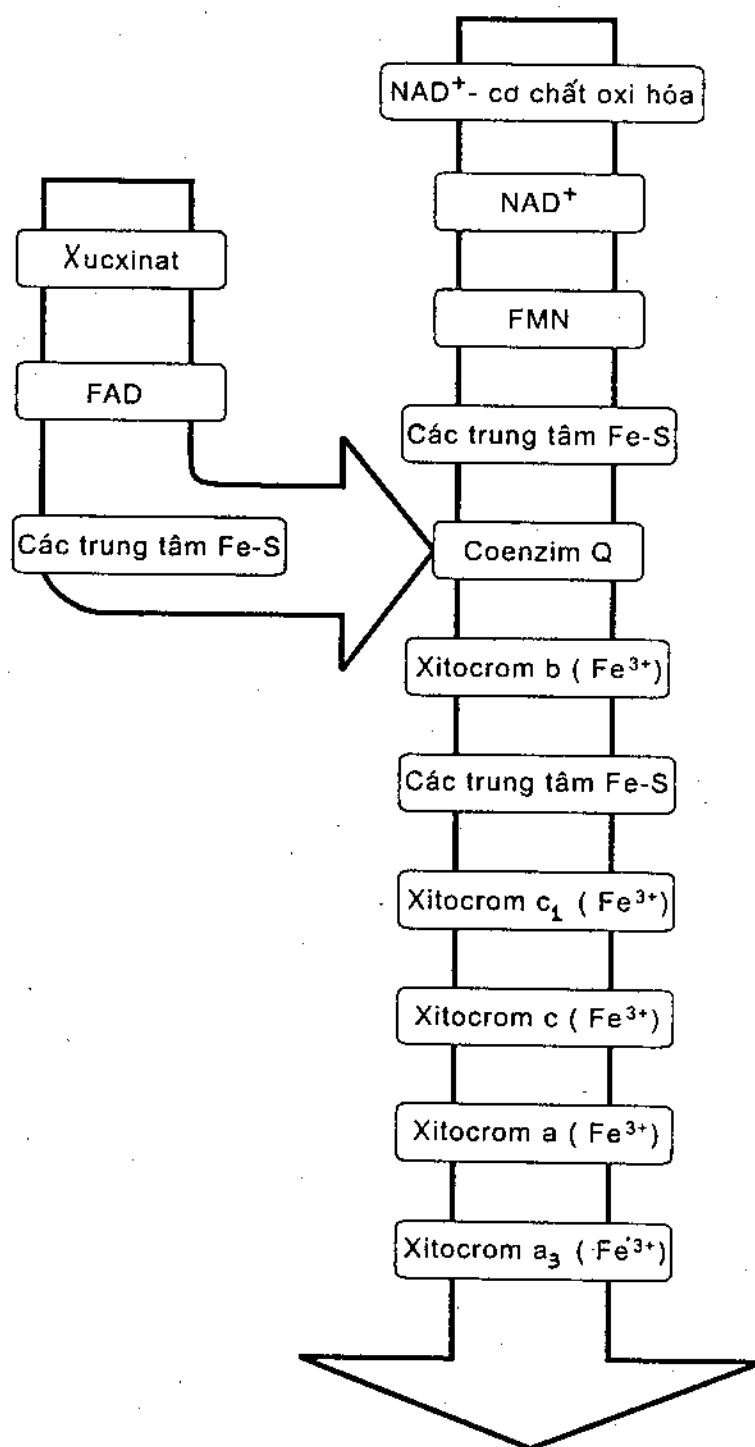 NAD⁺- cơ chất oxi hóa
NAD⁺
FMN
Các trung tâm Fe-S
Xucxinat
FAD
Các trung tâm Fe-S
Coenzim Q
Xitocrom b ( Fe³⁺)
Các trung tâm Fe-S
Xitocrom c₁ ( Fe³⁺)
Xitocrom c ( Fe³⁺)
Xitocrom a ( Fe³⁺)
Xitocrom a₃ ( Fe³⁺)